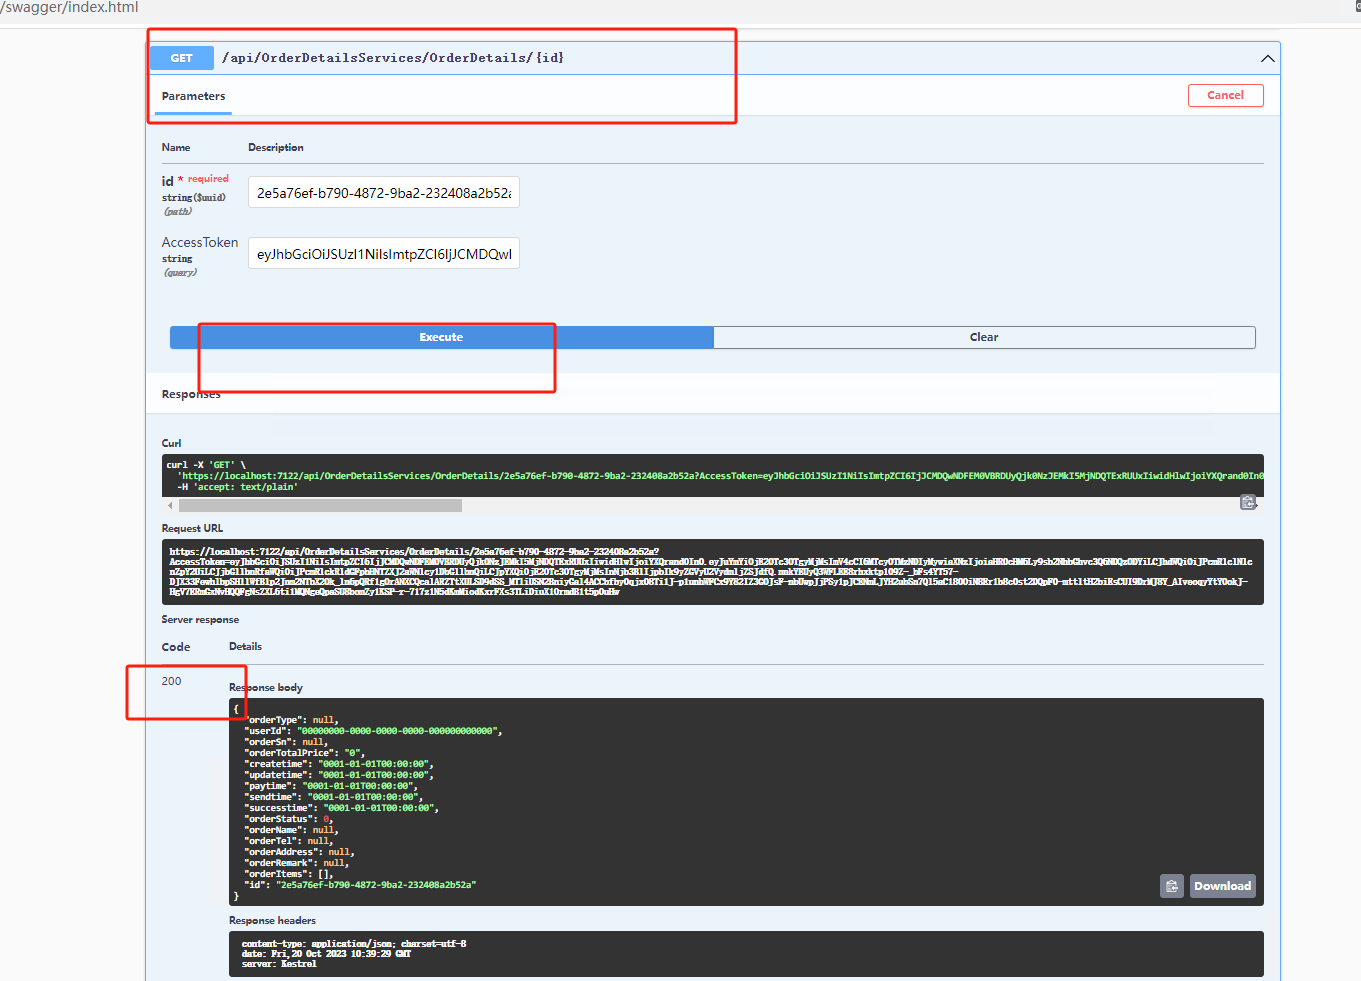 /swagger/index.html
GET /api/OrderDetailsServices/OrderDetails/{id}
Parameters
Cancel
Name Description
id * required
string($uuid)
(path)
2e5a76ef-b790-4872-9ba2-232408a2b52a
AccessToken
string
(query)
eyJhbGciOiJSUzI1NiIsImtpZCI6IjJCMDQwI
Execute
Clear
Responses
Curl
curl -X 'GET' \
'https://localhost:7122/api/OrderDetailsServices/OrderDetails/2e5a76ef-b790-4872-9ba2-232408a2b52a?AccessToken=
-H 'accept: text/plain'
Request URL
https://localhost:7122/api/OrderDetailsServices/OrderDetails/2e5a76ef-b790-4872-9ba2-232408a2b52a?
Server response
Code Details
200
Response body
{
"orderType": null,
"userId": "00000000-0000-0000-0000-000000000000",
"orderSn": null,
"orderTotalPrice": "0",
"createtime": "0001-01-01T00:00:00",
"updatetime": "0001-01-01T00:00:00",
"paytime": "0001-01-01T00:00:00",
"sendtime": "0001-01-01T00:00:00",
"successtime": "0001-01-01T00:00:00",
"orderStatus": 0,
"orderName": null,
"orderTel": null,
"orderAddress": null,
"orderRemark": null,
"orderItems": [],
"id": "2e5a76ef-b790-4872-9ba2-232408a2b52a"
}
Download
Response headers
content-type: application/json; charset=utf-8
date: Fri,20 Oct 2023 10:39:29 GMT
server: Kestrel